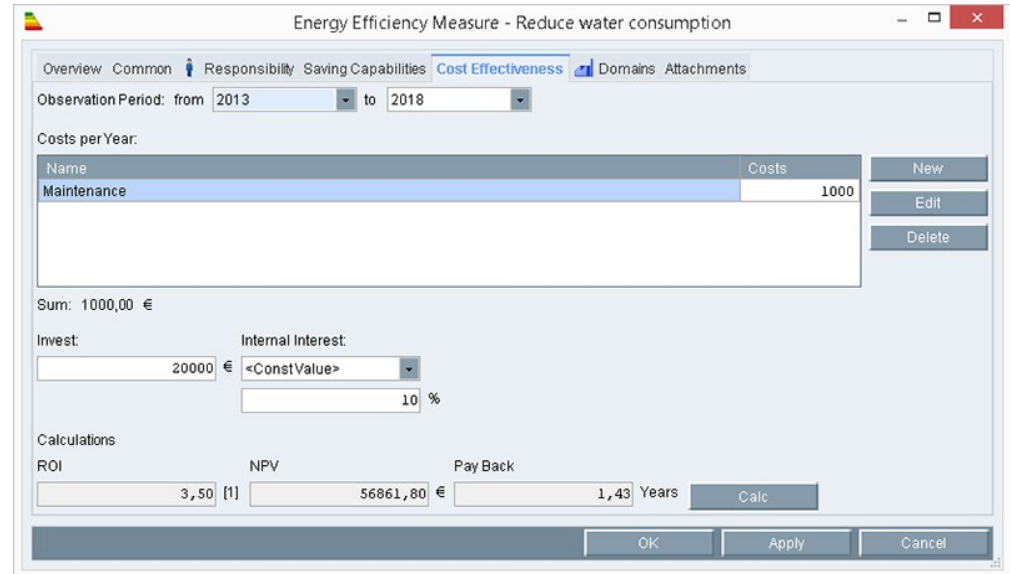 Energy Efficiency Measure - Reduce water consumption
Overview Common Responsibility Saving Capabilities Cost Effectiveness Domains Attachments
Observation Period: from 2013 to 2018
Costs per Year:
Name Costs New
Maintenance 1000
Edit
Delete
Sum: 1000,00 €
Invest: Internal Interest:
20000 € <ConstValue>
10 %
Calculations
ROI NPV Pay Back
3,50 [1] 56861,80 € 1,43 Years Calc
OK Apply Cancel